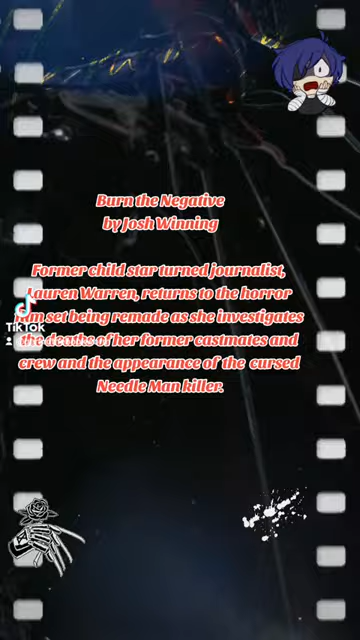 Burn the Negative
by Josh Winning
Former child star turned journalist,
Lauren Warren, returns to the horror
film set being remade as she investigates
the deaths of her former castmates and
crew and the appearance of the cursed
Needle Man killer.
TikTok